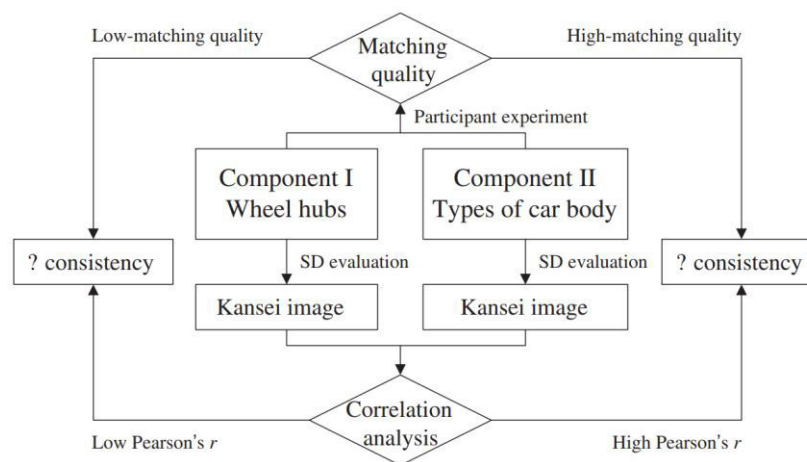 Low-matching quality
Matching
quality
High-matching quality
Participant experiment
Component I
Wheel hubs
Component II
Types of car body
? consistency
SD evaluation
SD evaluation
? consistency
Kansei image
Kansei image
Correlation
analysis
Low Pearson's r
High Pearson's r